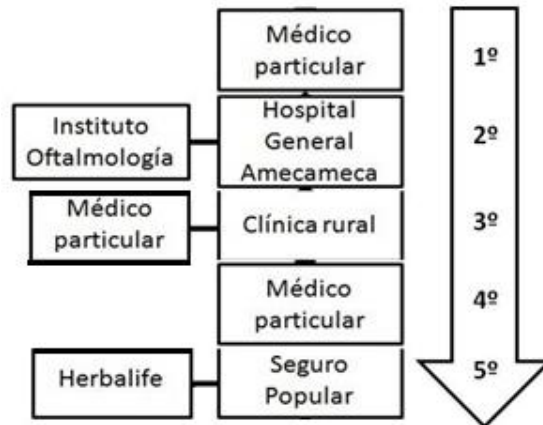 Médico
particular
1º
Instituto
Oftalmología
Hospital
General
Amecameca
2º
Médico
particular
Clínica rural
3º
Médico
particular
4º
Herbalife
Seguro
Popular
5º